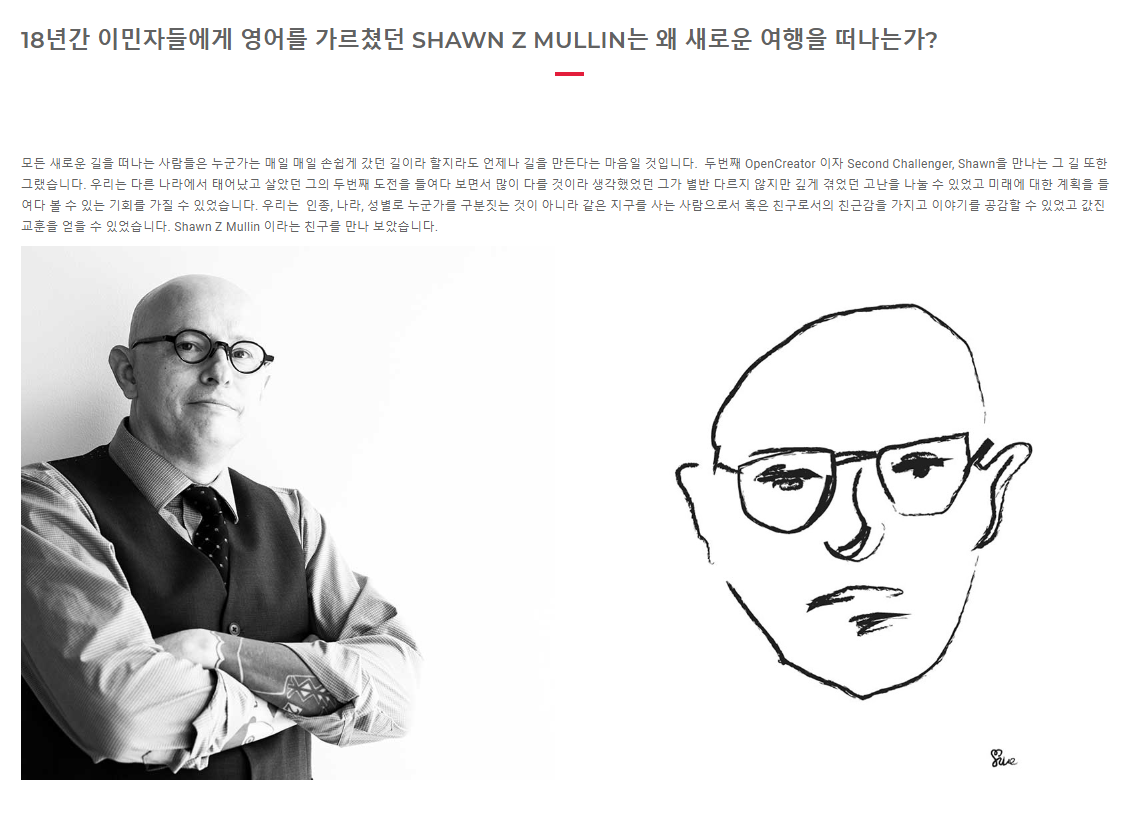 18년간 이민자들에게 영어를 가르쳤던 SHAWN Z MULLIN는 왜 새로운 여행을 떠나는가?
모든 새로운 길을 떠나는 사람들은 누군가는 매일 매일 손쉽게 갔던 길이라 할지라도 언제나 길을 만든다는 마음일 것입니다. 두번째 OpenCreator 이자 Second Challenger, Shawn을 만나는 그 길 또한
그랬습니다. 우리는 다른 나라에서 태어났고 살았던 그의 두번째 도전을 들여다 보면서 많이 다를 것이라 생각했었던 그가 별반 다르지 않지만 깊게 겪었던 고난을 나눌 수 있었고 미래에 대한 계획을 들
여다 볼 수 있는 기회를 가질 수 있었습니다. 우리는 인종, 나라, 성별로 누군가를 구분짓는 것이 아니라 같은 지구를 사는 사람으로서 혹은 친구로서의 친근감을 가지고 이야기를 공감할 수 있었고 값진
교훈을 얻을 수 있었습니다. Shawn Z Mullin 이라는 친구를 만나 보았습니다.